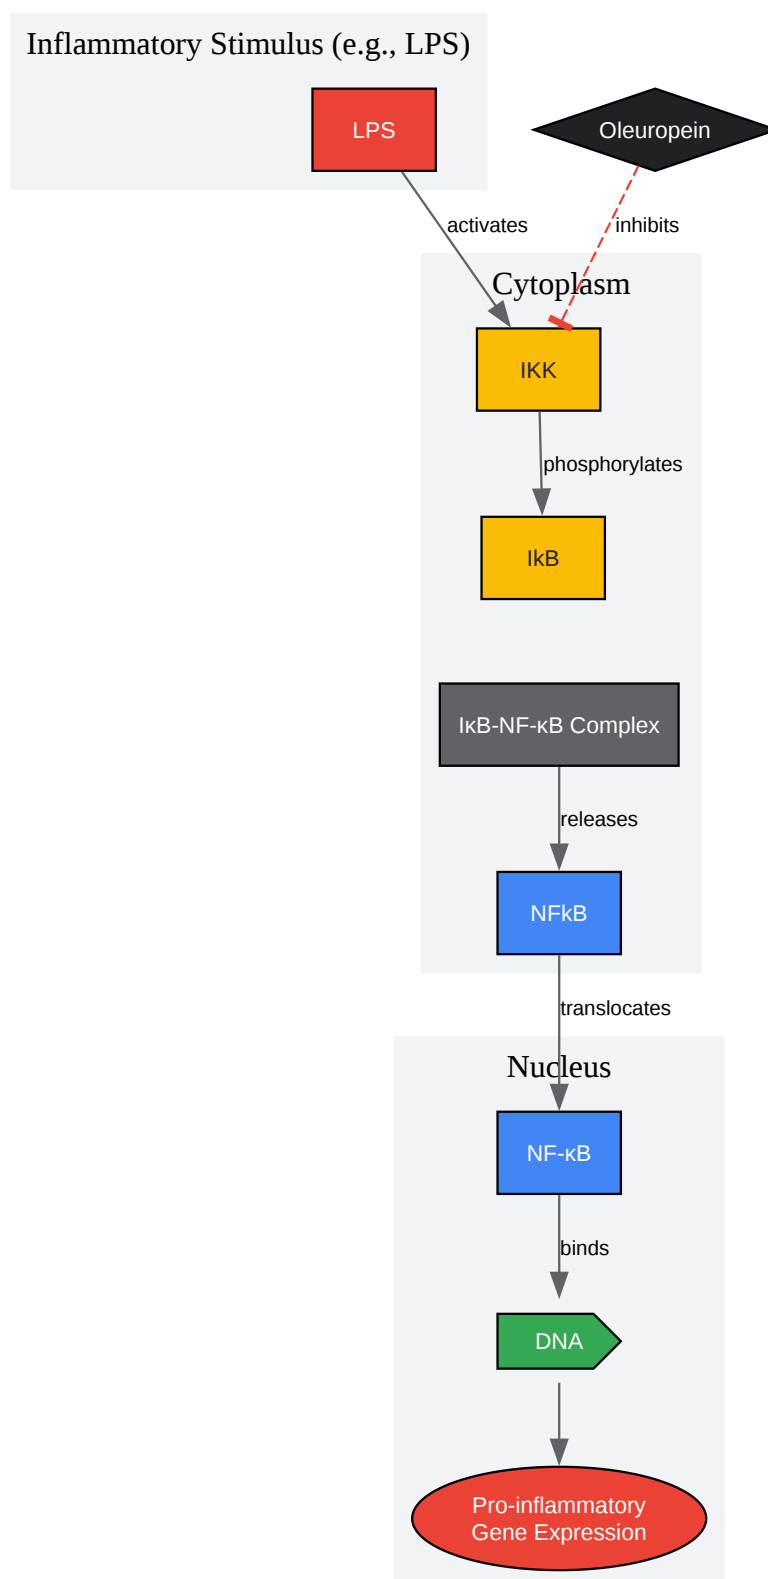 Inflammatory Stimulus (e.g., LPS)
LPS
Oleuropein
activates
inhibits
Cytoplasm
IKK
phosphorylates
IkB
IκB-NF-κB Complex
releases
NFkB
translocates
Nucleus
NF-κB
binds
DNA
Pro-inflammatory
Gene Expression